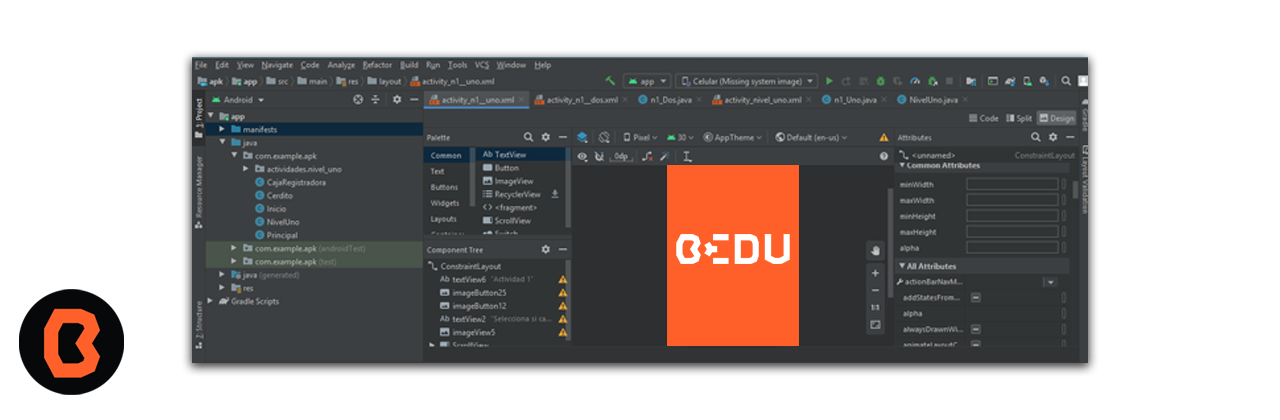 File Edit View Navigate Code Analyze Refactor Build Run Tools VCS Window Help
apk app src main res layout activity_n1__uno.xml
app Celular (Missing system image)
Project
Resource Manager
Z: Structure
Android
app
manifests
java
com.example.apk
actividades.nivel_uno
CajaRegistradora
Cerdito
Inicio
NivelUno
Principal
com.example.apk (androidTest)
com.example.apk (test)
java (generated)
res
Gradle Scripts
activity_n1__uno.xml activity_n1__dos.xml n1_Dos.java activity_nivel_uno.xml n1_Uno.java NivelUno.java
Code Split Design
Palette
Common
Text
Buttons
Widgets
Layouts
Ab TextView
Button
ImageView
RecyclerView
<> <fragment>
ScrollView
Switch
Component Tree
ConstraintLayout
Ab textView6 "Actividad 1"
imageButton25
imageButton12
Ab textView2 "Selecciona si ca...
imageView5
ScrollView
Pixel 30 AppTheme Default (en-us)
0dp
BEDU
1:1
Attributes
<unnamed> ConstraintLayout
Common Attributes
minWidth
maxWidth
minHeight
maxHeight
alpha
All Attributes
actionBarNavM...
addStatesFrom...
alpha
alwaysDrawnWi...
animateLayoutC...
Gradle
Layout Validation